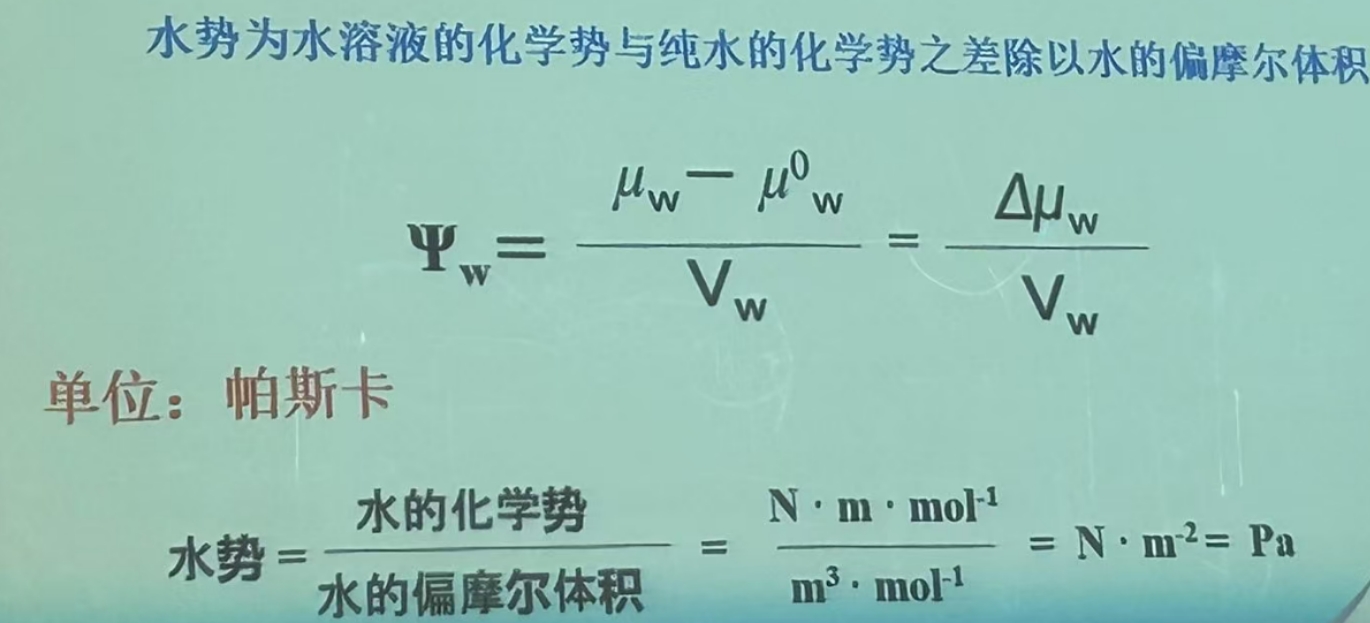 水势为水溶液的化学势与纯水的化学势之差除以水的偏摩尔体积
Ψw= (μw — μ⁰w) / Vw = Δμw / Vw
单位：帕斯卡
水势 = 水的化学势 / 水的偏摩尔体积 = N · m · mol⁻¹ / m³ · mol⁻¹ = N · m⁻² = Pa